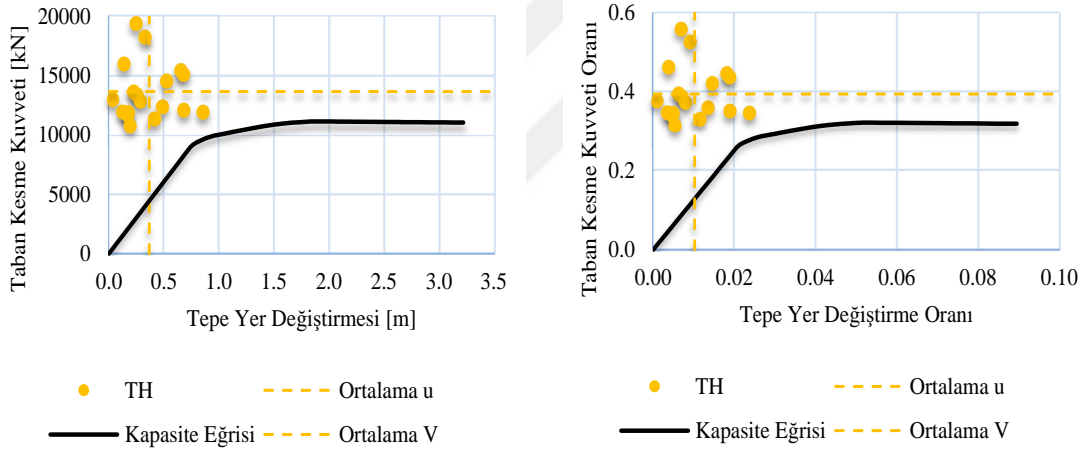 Taban Kesme Kuvveti [kN]
20000
15000
10000
5000
0
0.0 0.5 1.0 1.5 2.0 2.5 3.0 3.5
Tepe Yer Değiştirmesi [m]
TH
Ortalama u
Kapasite Eğrisi
Ortalama V
Taban Kesme Kuvveti Oranı
0.6
0.4
0.2
0.0
0.00 0.02 0.04 0.06 0.08 0.10
Tepe Yer Değiştirme Oranı
TH
Ortalama u
Kapasite Eğrisi
Ortalama V